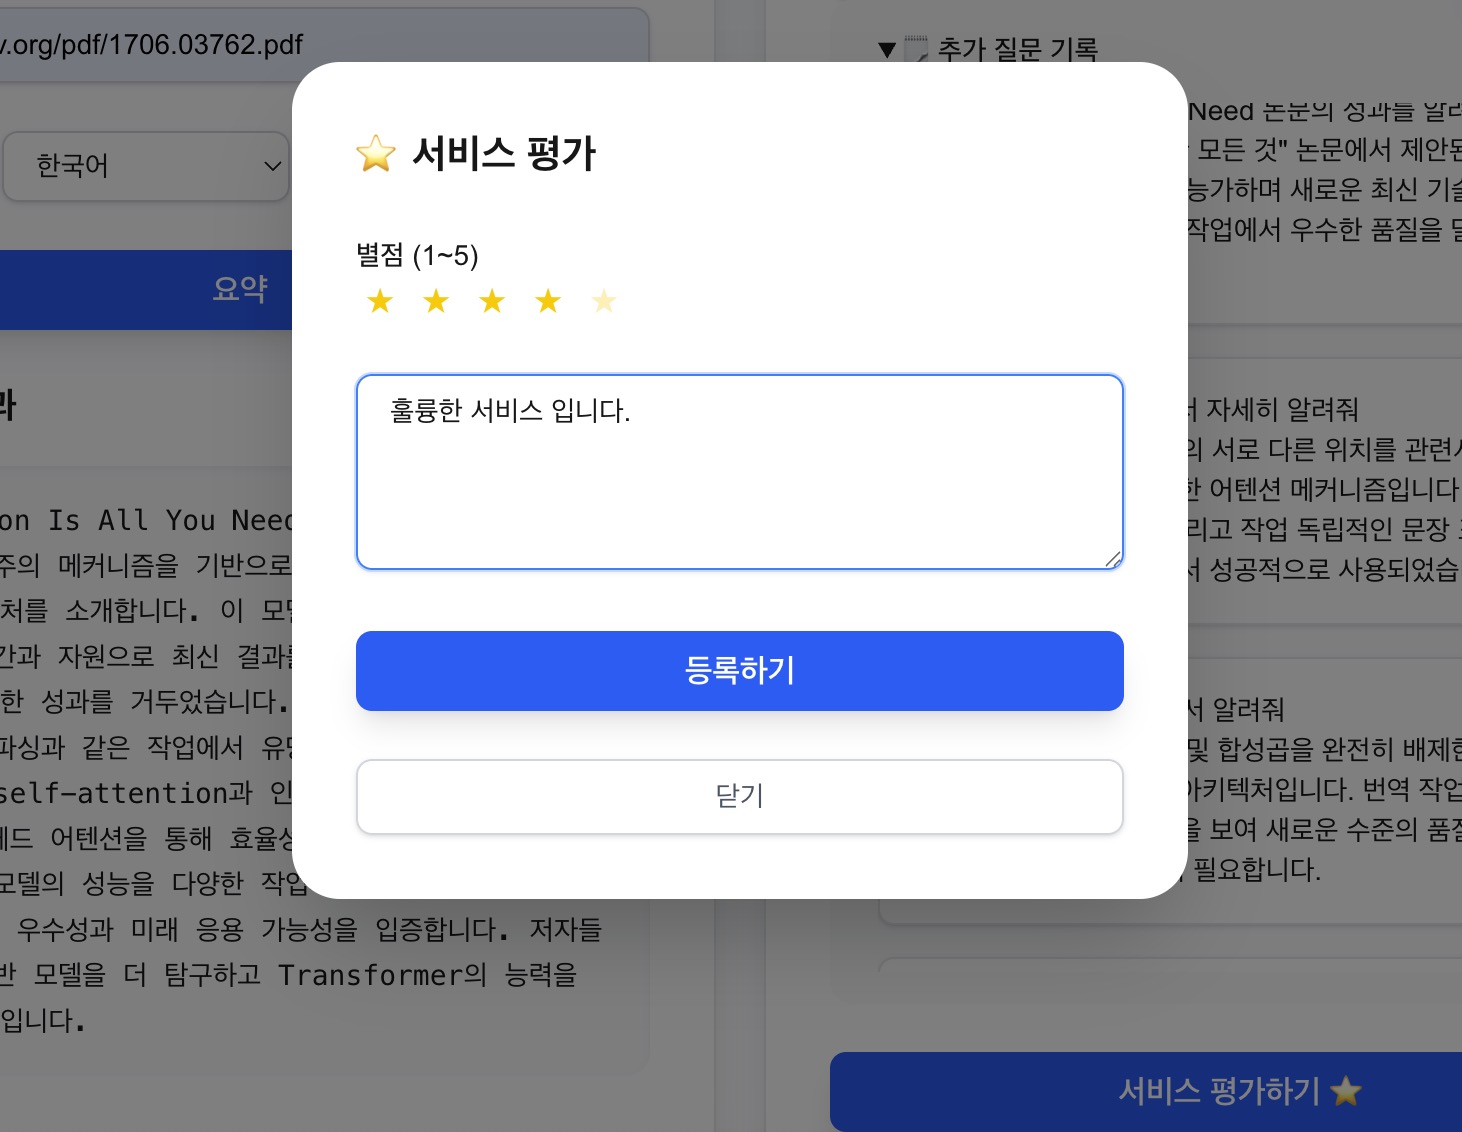 v.org/pdf/1706.03762.pdf
한국어
요약
과
on Is All You Need
주의 메커니즘을 기반으로
처를 소개합니다. 이 모델
간과 자원으로 최신 결과를
한 성과를 거두었습니다.
파싱과 같은 작업에서 유망
self-attention과 인
헤드 어텐션을 통해 효율성
모델의 성능을 다양한 작업
우수성과 미래 응용 가능성을 입증합니다. 저자들
반 모델을 더 탐구하고 Transformer의 능력을
입니다.
⭐ 서비스 평가
별점 (1~5)
★ ★ ★ ★ ★
훌륭한 서비스 입니다.
등록하기
닫기
▼ 추가 질문 기록
Need 논문의 성과를 알려
모든 것" 논문에서 제안된
능가하며 새로운 최신 기술
작업에서 우수한 품질을 달
자세히 알려줘
의 서로 다른 위치를 관련시
한 어텐션 메커니즘입니다
리고 작업 독립적인 문장
서 성공적으로 사용되었습
서 알려줘
및 합성곱을 완전히 배제한
아키텍처입니다. 번역 작업
을 보여 새로운 수준의 품질
필요합니다.
서비스 평가하기 ⭐